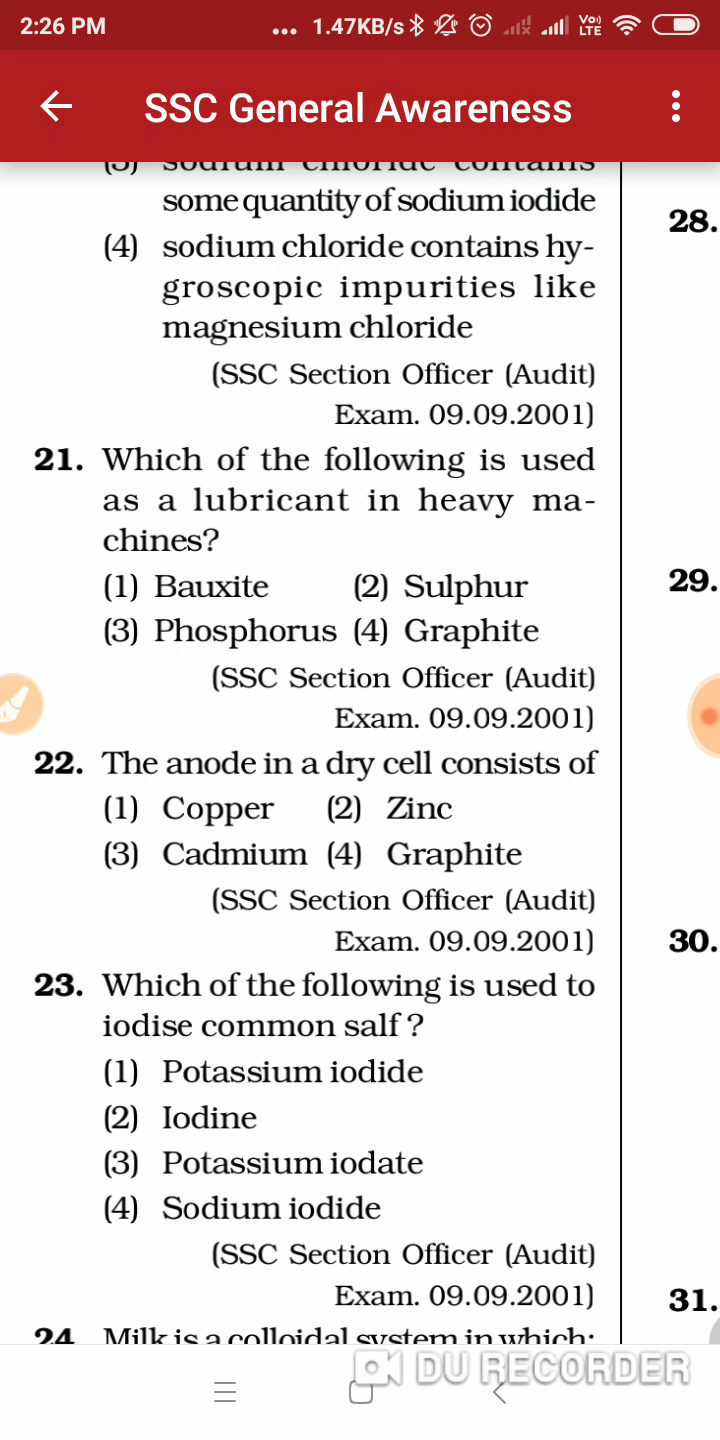 2:26 PM ... 1.47KB/s Vo) LTE
SSC General Awareness
(3) sodium chloride contains
some quantity of sodium iodide
(4) sodium chloride contains hy-
groscopic impurities like
magnesium chloride
(SSC Section Officer (Audit)
Exam. 09.09.2001)
21. Which of the following is used
as a lubricant in heavy ma-
chines?
(1) Bauxite (2) Sulphur
(3) Phosphorus (4) Graphite
(SSC Section Officer (Audit)
Exam. 09.09.2001)
22. The anode in a dry cell consists of
(1) Copper (2) Zinc
(3) Cadmium (4) Graphite
(SSC Section Officer (Audit)
Exam. 09.09.2001)
23. Which of the following is used to
iodise common salf ?
(1) Potassium iodide
(2) Iodine
(3) Potassium iodate
(4) Sodium iodide
(SSC Section Officer (Audit)
Exam. 09.09.2001)
24. Milk is a colloidal system in which:
28.
29.
30.
31.
DU RECORDER